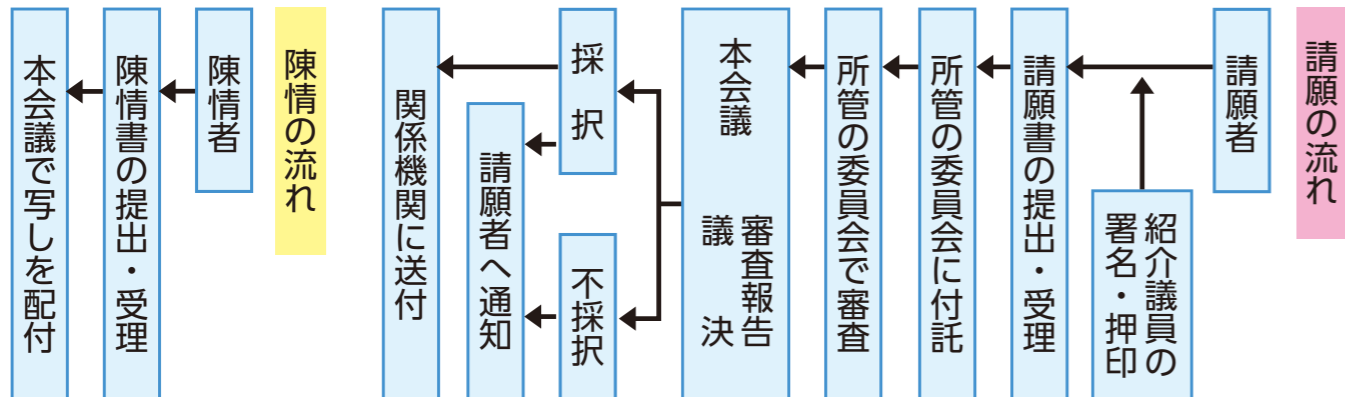 請願の流れ
請願者
紹介議員の
署名・押印
請願書の提出・受理
所管の委員会に付託
所管の委員会で審査
本会議
審査報告
議決
採択
不採択
請願者へ通知
関係機関に送付
陳情の流れ
陳情者
陳情書の提出・受理
本会議で写しを配付